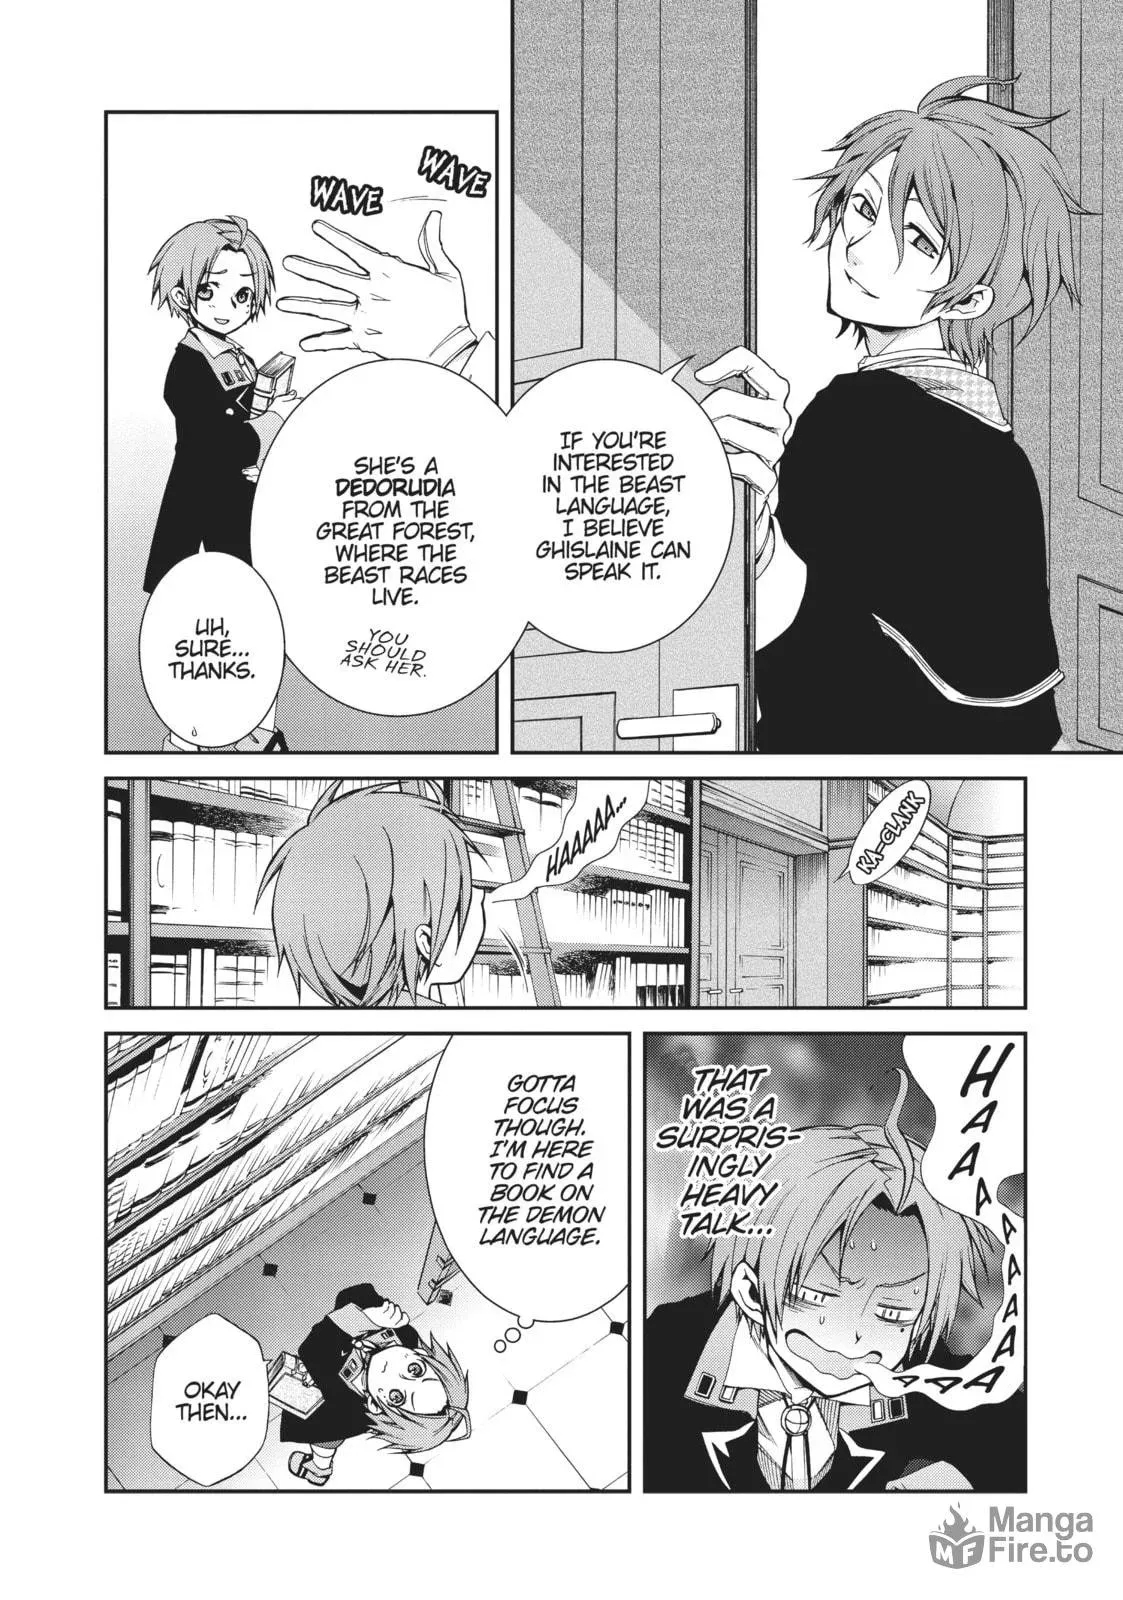 IF YOU'RE
INTERESTED
IN THE BEAST
LANGUAGE,
I BELIEVE
GHISLAINE CAN
SPEAK IT.
WAVE
WAVE
SHE'S A
DEDORUDIA
FROM THE
GREAT FOREST,
WHERE THE
BEAST RACES
LIVE.
YOU
SHOULD
ASK HER.
UH,
SURE...
THANKS.
HAAAAA...
KA-CLANK
GOTTA
FOCUS
THOUGH.
I'M HERE
TO FIND A
BOOK ON
THE DEMON
LANGUAGE.
OKAY
THEN...
THAT
WAS A
SURPRIS-
INGLY
HEAVY
TALK...
HAAAAAAAAAAA
Manga
Fire.to
MF